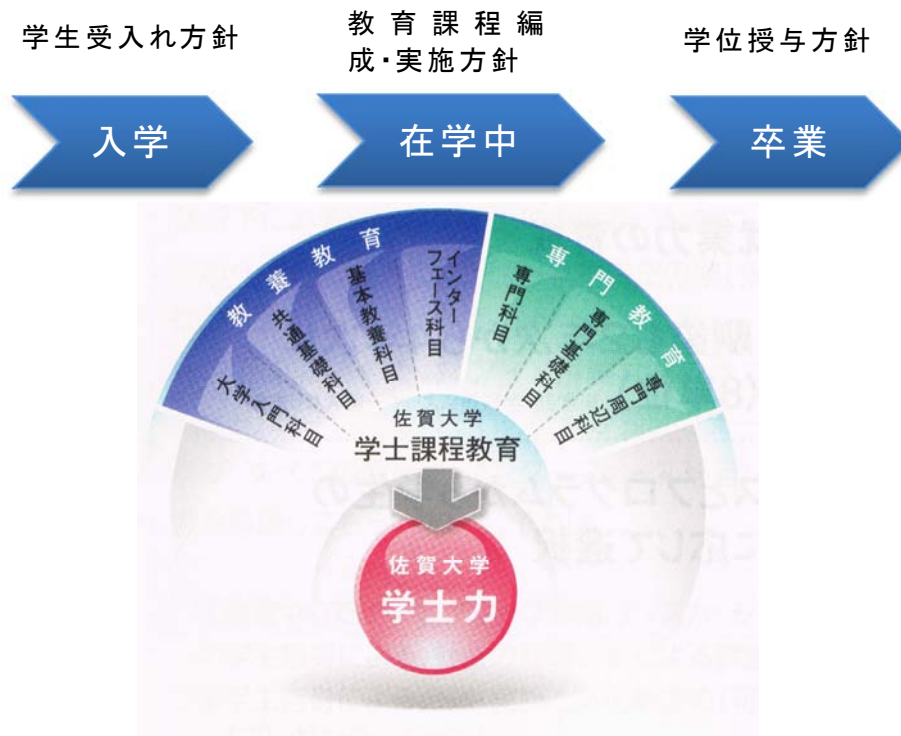 学生受入れ方針
教育課程編
成・実施方針
学位授与方針
入学
在学中
卒業
教養教育
専門教育
大学入門科目
共通基礎科目
基本教養科目
インター
フェース科目
専門科目
専門基礎科目
専門周辺科目
佐賀大学
学士課程教育
佐賀大学
学士力